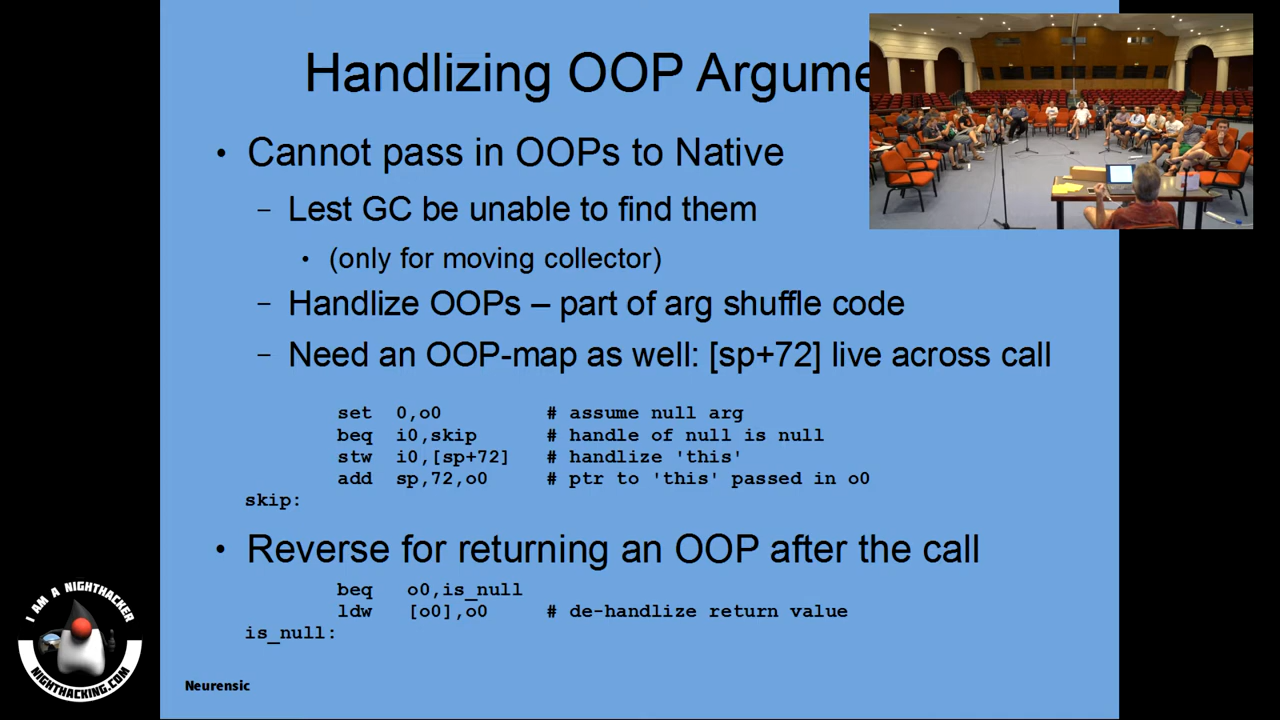 Handlizing OOP Argume
• Cannot pass in OOPs to Native
– Lest GC be unable to find them
• (only for moving collector)
– Handlize OOPs – part of arg shuffle code
– Need an OOP-map as well: [sp+72] live across call
set 0,o0 # assume null arg
beq i0,skip # handle of null is null
stw i0,[sp+72] # handlize 'this'
add sp,72,o0 # ptr to 'this' passed in o0
skip:
• Reverse for returning an OOP after the call
beq o0,is_null
ldw [o0],o0 # de-handlize return value
is_null:
I AM A NIGHTHACKER
NIGHTHACKING.COM
Neurensic